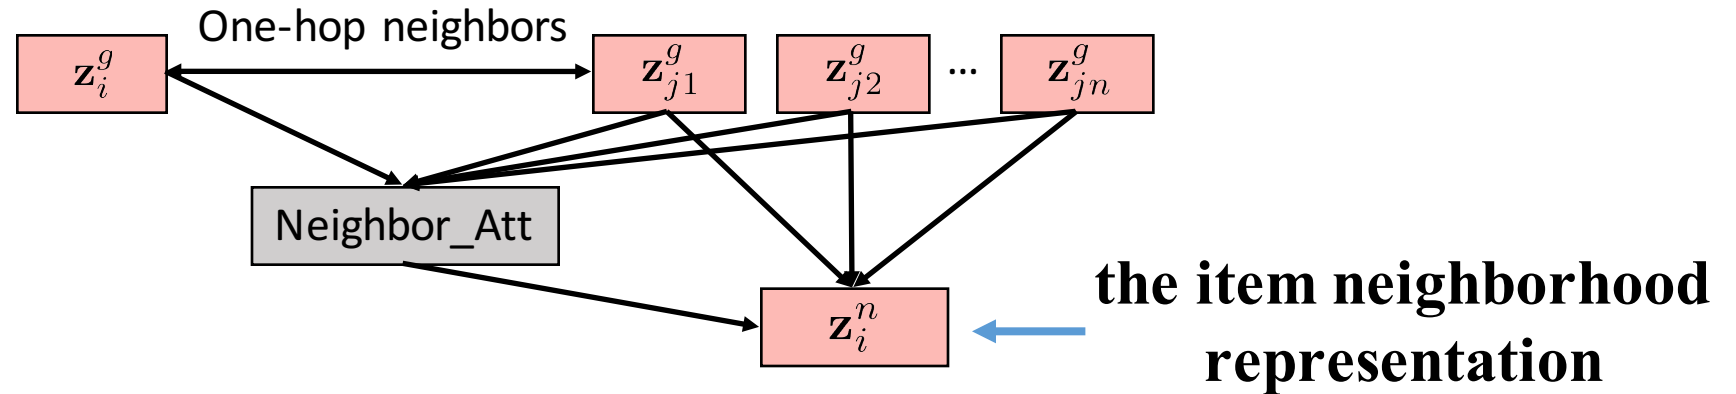 One-hop neighbors
z_i^g z_{j1}^g z_{j2}^g ... z_{jn}^g
Neighbor_Att
z_i^n
the item neighborhood
representation